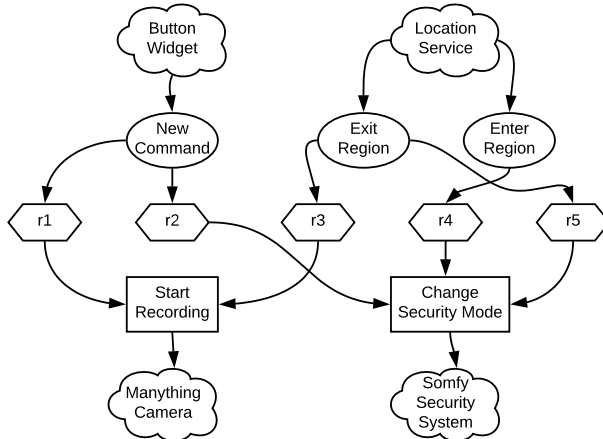 Button
Widget
Location
Service
New
Command
Exit
Region
Enter
Region
r1
r2
r3
r4
r5
Start
Recording
Change
Security Mode
Manything
Camera
Somfy
Security
System